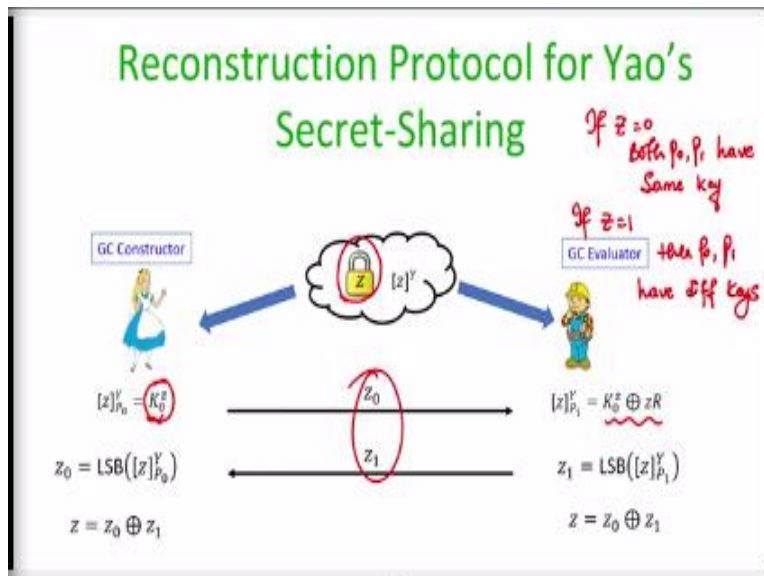 Reconstruction Protocol for Yao's
Secret-Sharing
If z=0
Both P₀, P₁ have
Same key
If z=1
then P₀, P₁
have diff keys
GC Constructor
Z
[z]ʸ
GC Evaluator
[z]ʸ_P₀ = K₀ᶻ
z₀
[z]ʸ_P₁ = K₀ᶻ ⊕ zR
z₀ = LSB([z]ʸ_P₀)
z₁
z₁ = LSB([z]ʸ_P₁)
z = z₀ ⊕ z₁
z = z₀ ⊕ z₁